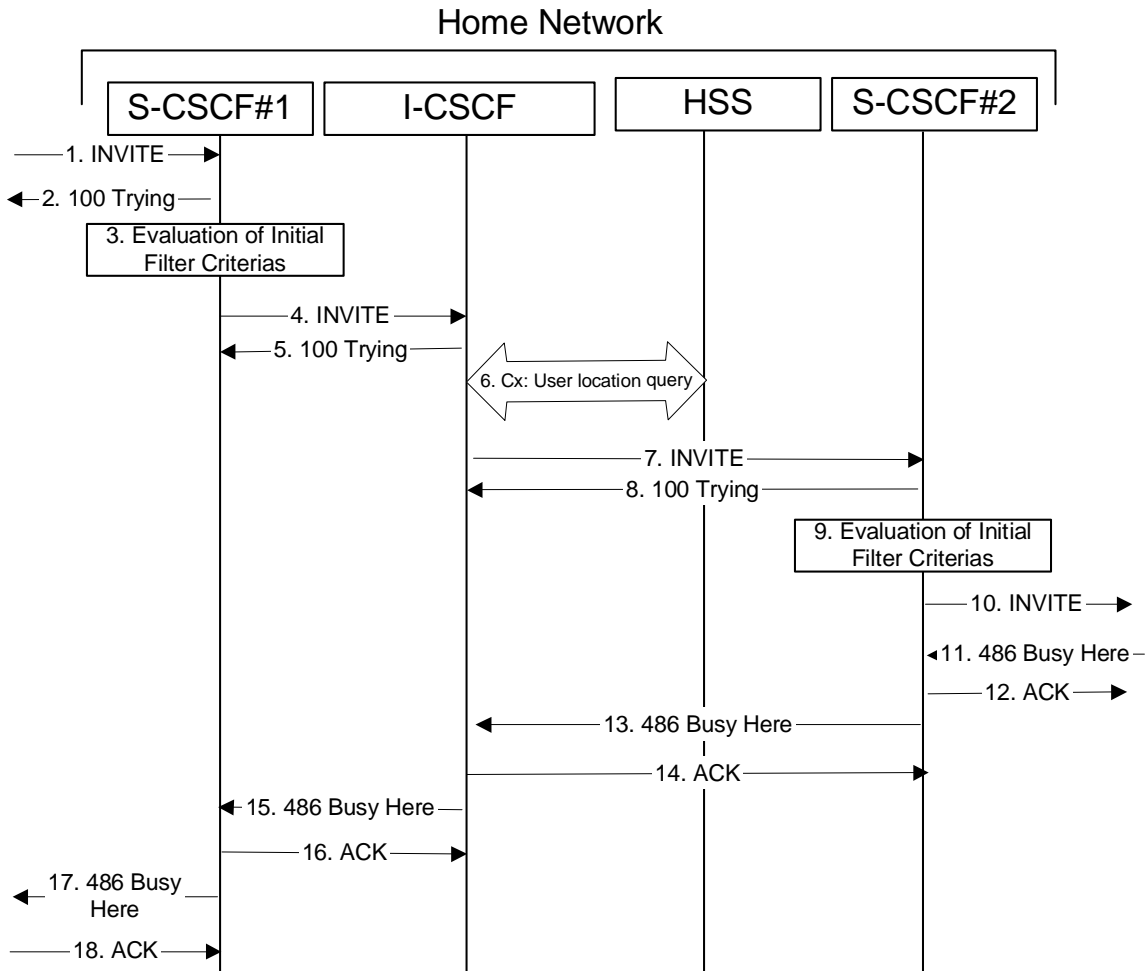 Home Network
S-CSCF#1
I-CSCF
HSS
S-CSCF#2
1. INVITE
2. 100 Trying
3. Evaluation of Initial
Filter Criterias
4. INVITE
5. 100 Trying
6. Cx: User location query
7. INVITE
8. 100 Trying
9. Evaluation of Initial
Filter Criterias
10. INVITE
11. 486 Busy Here
12. ACK
13. 486 Busy Here
14. ACK
15. 486 Busy Here
16. ACK
17. 486 Busy
Here
18. ACK